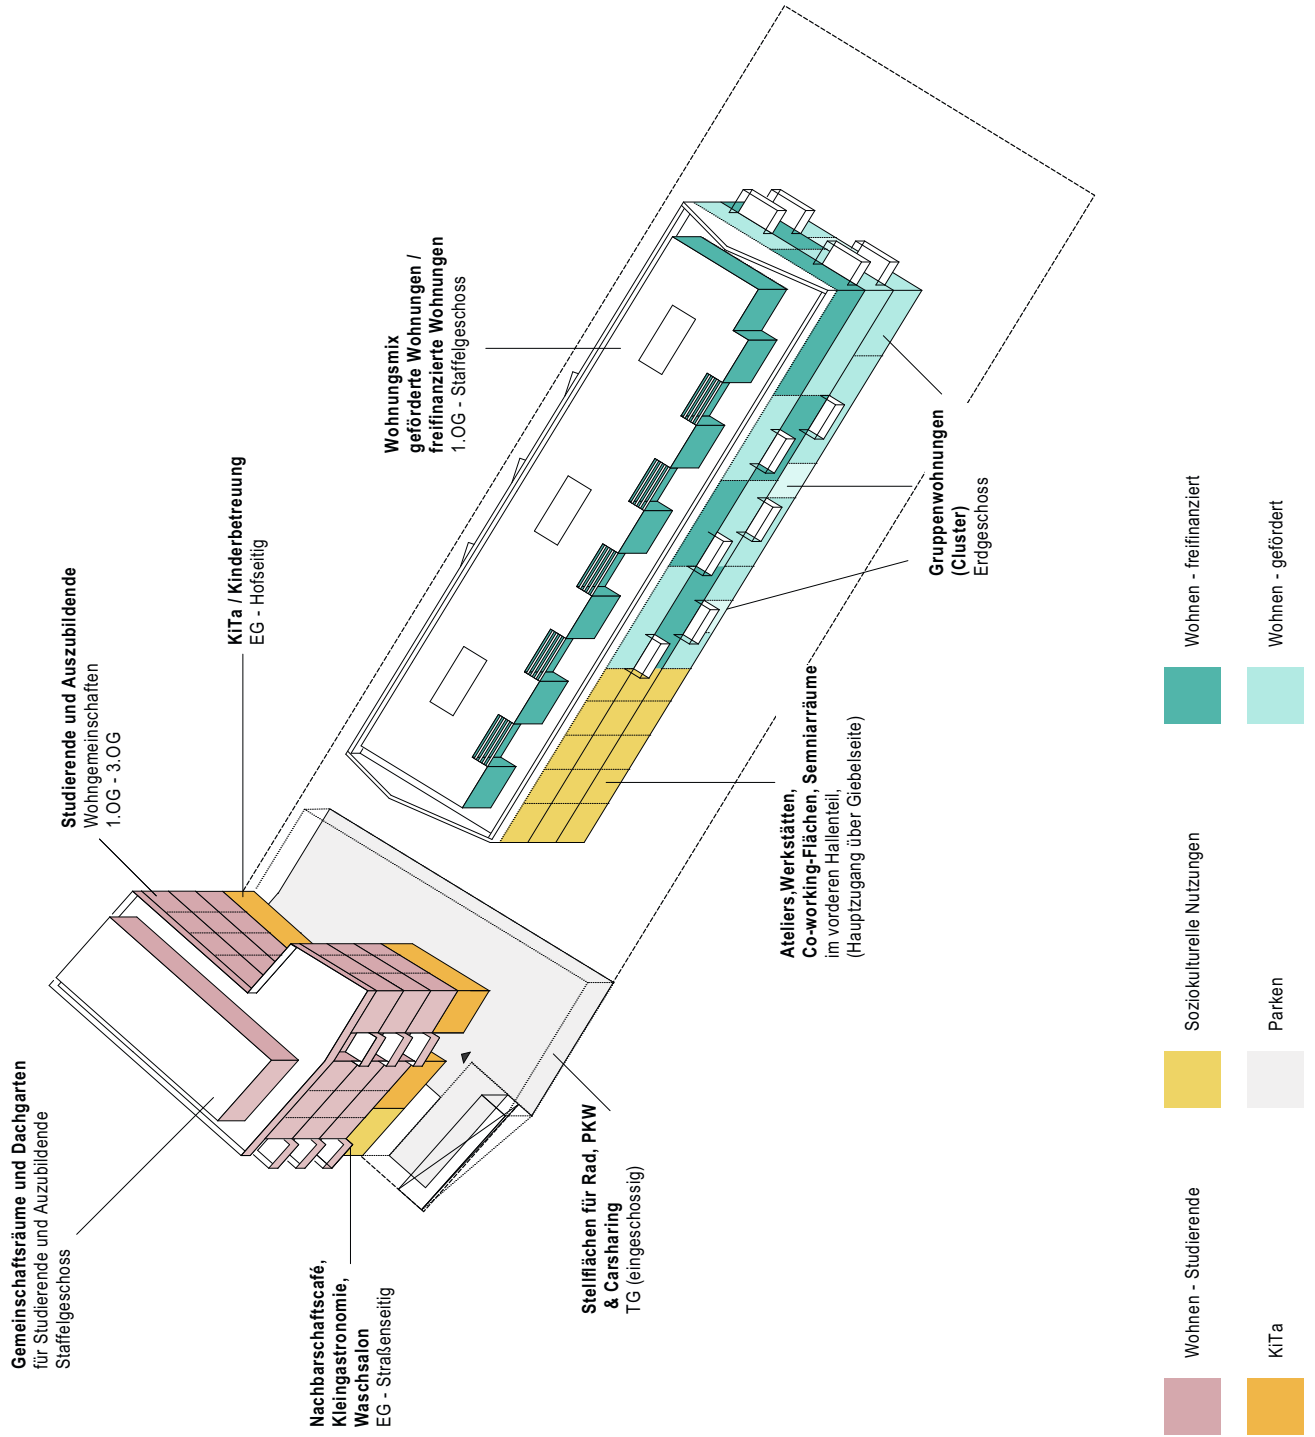 Gemeinschaftsräume und Dachgarten
für Studierende und Auzubildende
Staffelgeschoss
Studierende und Auszubildende
Wohngemeinschaften
1.OG - 3.OG
KiTa / Kinderbetreuung
EG - Hofseitig
Wohnungsmix
geförderte Wohnungen /
freifinanzierte Wohnungen
1.OG - Staffelgeschoss
Nachbarschaftscafé,
Kleingastronomie,
Waschsalon
EG - Straßenseitig
Stellflächen für Rad, PKW
& Carsharing
TG (eingeschossig)
Ateliers,Werkstätten,
Co-working-Flächen, Semniarräume
im vorderen Hallenteil,
(Hauptzugang über Giebelseite)
Gruppenwohnungen
(Cluster)
Erdgeschoss
Wohnen - Studierende
Soziokulturelle Nutzungen
Wohnen - freifinanziert
KiTa
Parken
Wohnen - gefördert